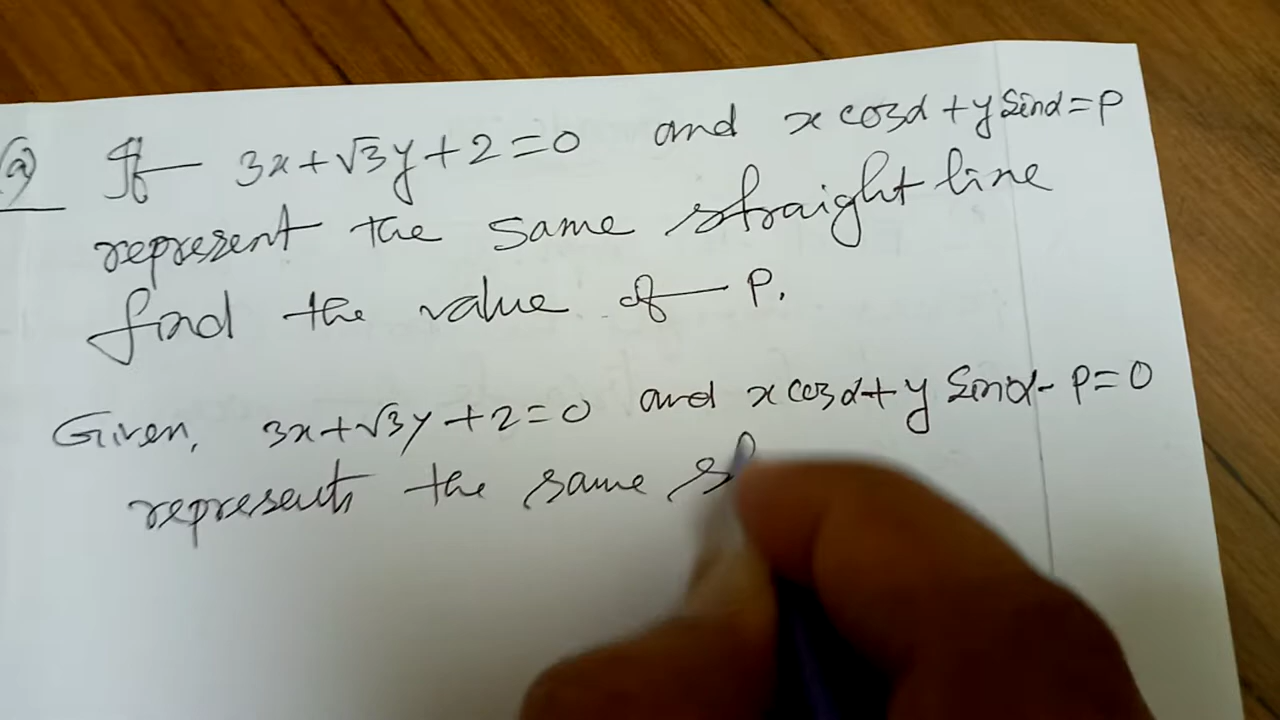 Q) If 3x+√3y+2=0 and x cosα+y Sinα=P
represent the same straight line
find the value of P.
Given, 3x+√3y+2=0 and x cosα+y Sinα-P=0
represents the same